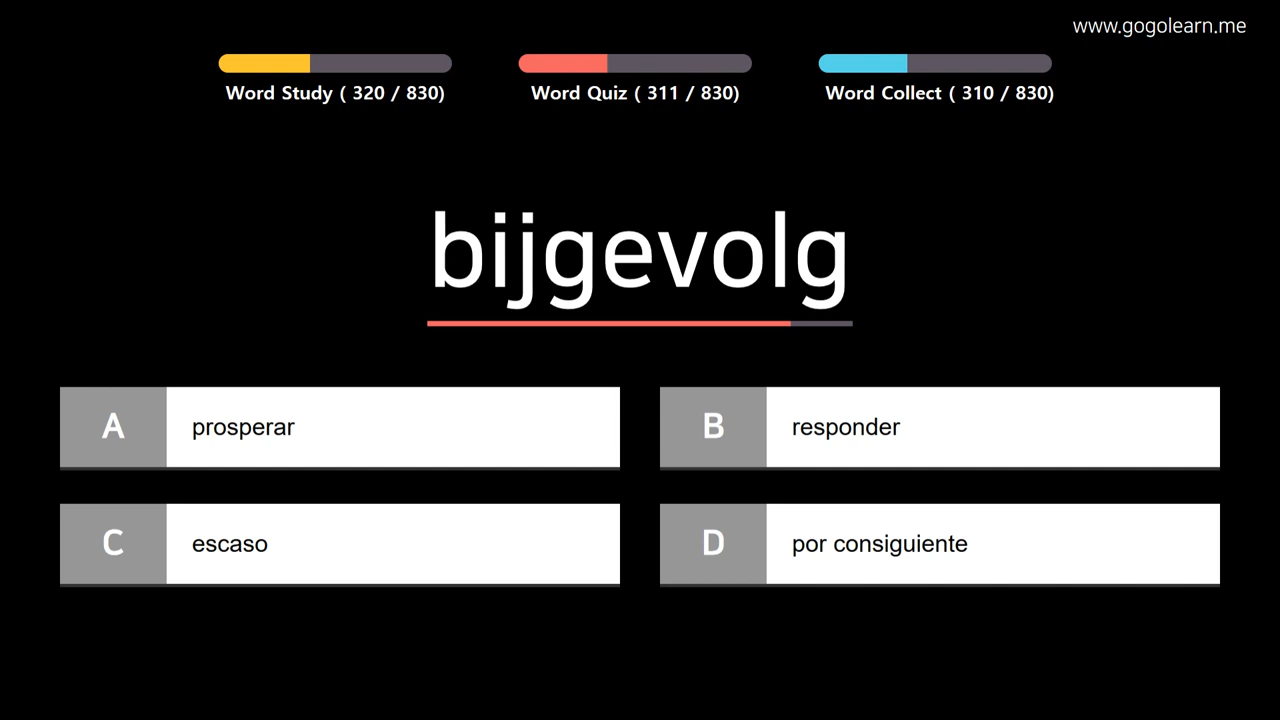 www.gogolearn.me
Word Study ( 320 / 830)
Word Quiz ( 311 / 830)
Word Collect ( 310 / 830)
bijgevolg
A prosperar
B responder
C escaso
D por consiguiente